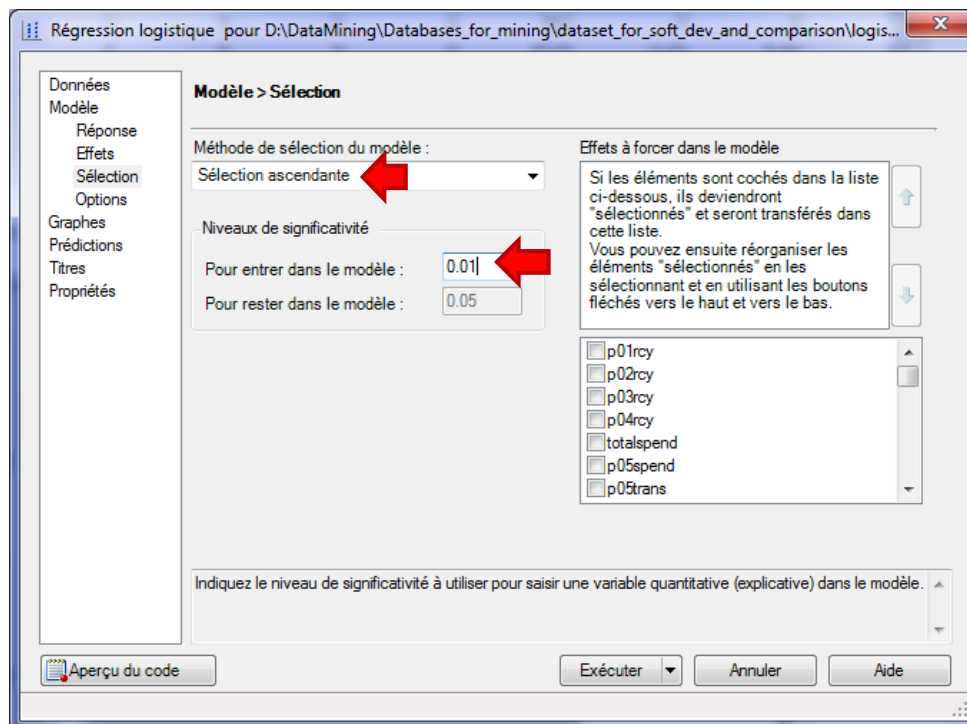 Régression logistique pour D:\DataMining\Databases_for_mining\dataset_for_soft_dev_and_comparison\logis...
Données
Modèle
Réponse
Effets
Sélection
Options
Graphes
Prédictions
Titres
Propriétés
Modèle > Sélection
Méthode de sélection du modèle :
Sélection ascendante
Niveaux de significativité
Pour entrer dans le modèle : 0.01
Pour rester dans le modèle : 0.05
Effets à forcer dans le modèle
Si les éléments sont cochés dans la liste
ci-dessous, ils deviendront
"sélectionnés" et seront transférés dans
cette liste.
Vous pouvez ensuite réorganiser les
éléments "sélectionnés" en les
sélectionnant et en utilisant les boutons
fléchés vers le haut et vers le bas.
p01rcy
p02rcy
p03rcy
p04rcy
totalspend
p05spend
p05trans
Indiquez le niveau de significativité à utiliser pour saisir une variable quantitative (explicative) dans le modèle.
Aperçu du code
Exécuter
Annuler
Aide